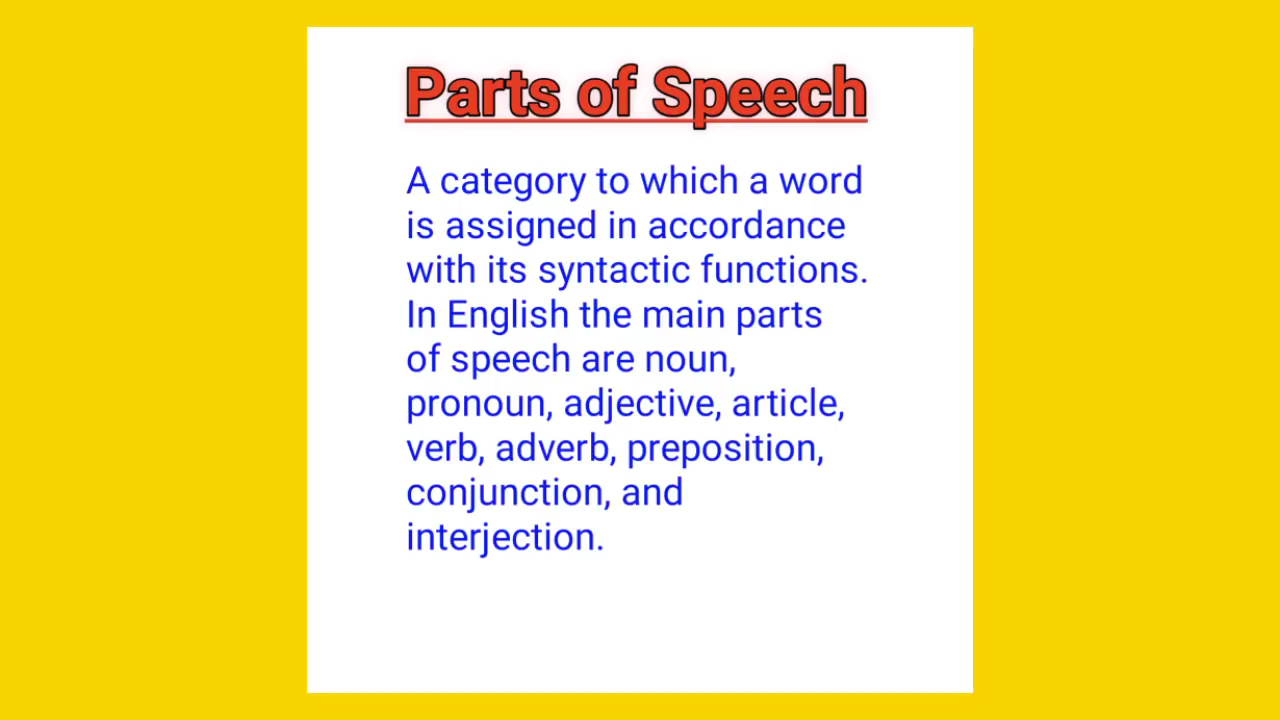 Parts of Speech
A category to which a word
is assigned in accordance
with its syntactic functions.
In English the main parts
of speech are noun,
pronoun, adjective, article,
verb, adverb, preposition,
conjunction, and
interjection.